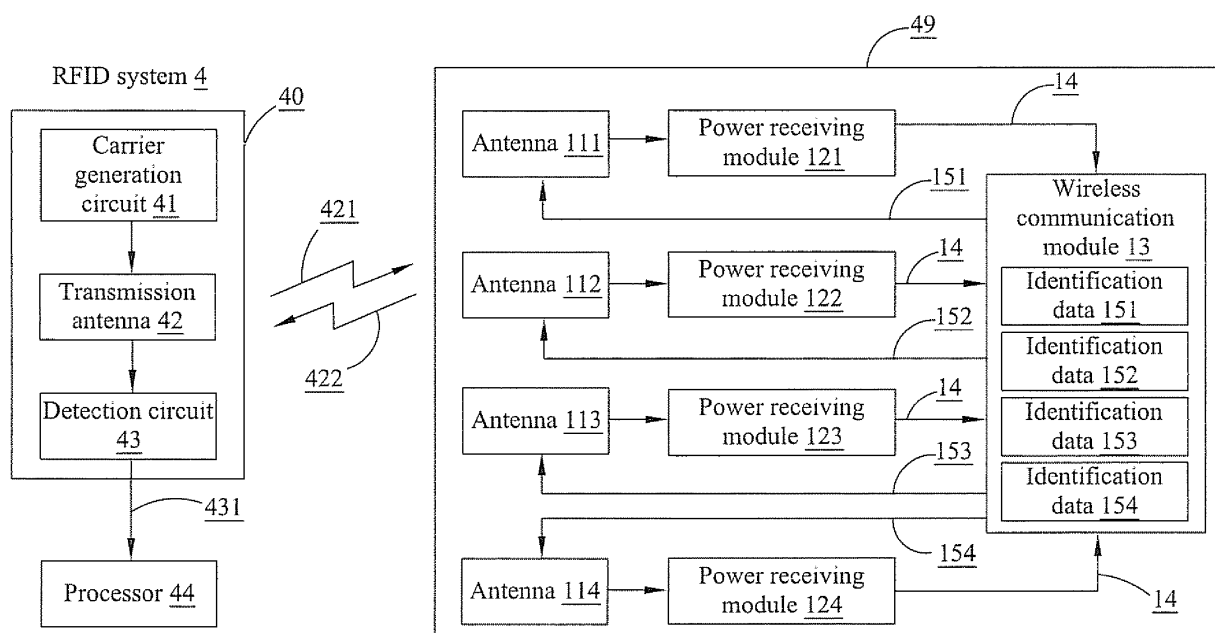 RFID system 4
40
Carrier
generation
circuit 41
Transmission
antenna 42
Detection circuit
43
431
Processor 44
421
422
49
Antenna 111
Power receiving
module 121
14
151
Antenna 112
Power receiving
module 122
14
152
Antenna 113
Power receiving
module 123
14
153
154
Antenna 114
Power receiving
module 124
14
Wireless
communication
module 13
Identification
data 151
Identification
data 152
Identification
data 153
Identification
data 154